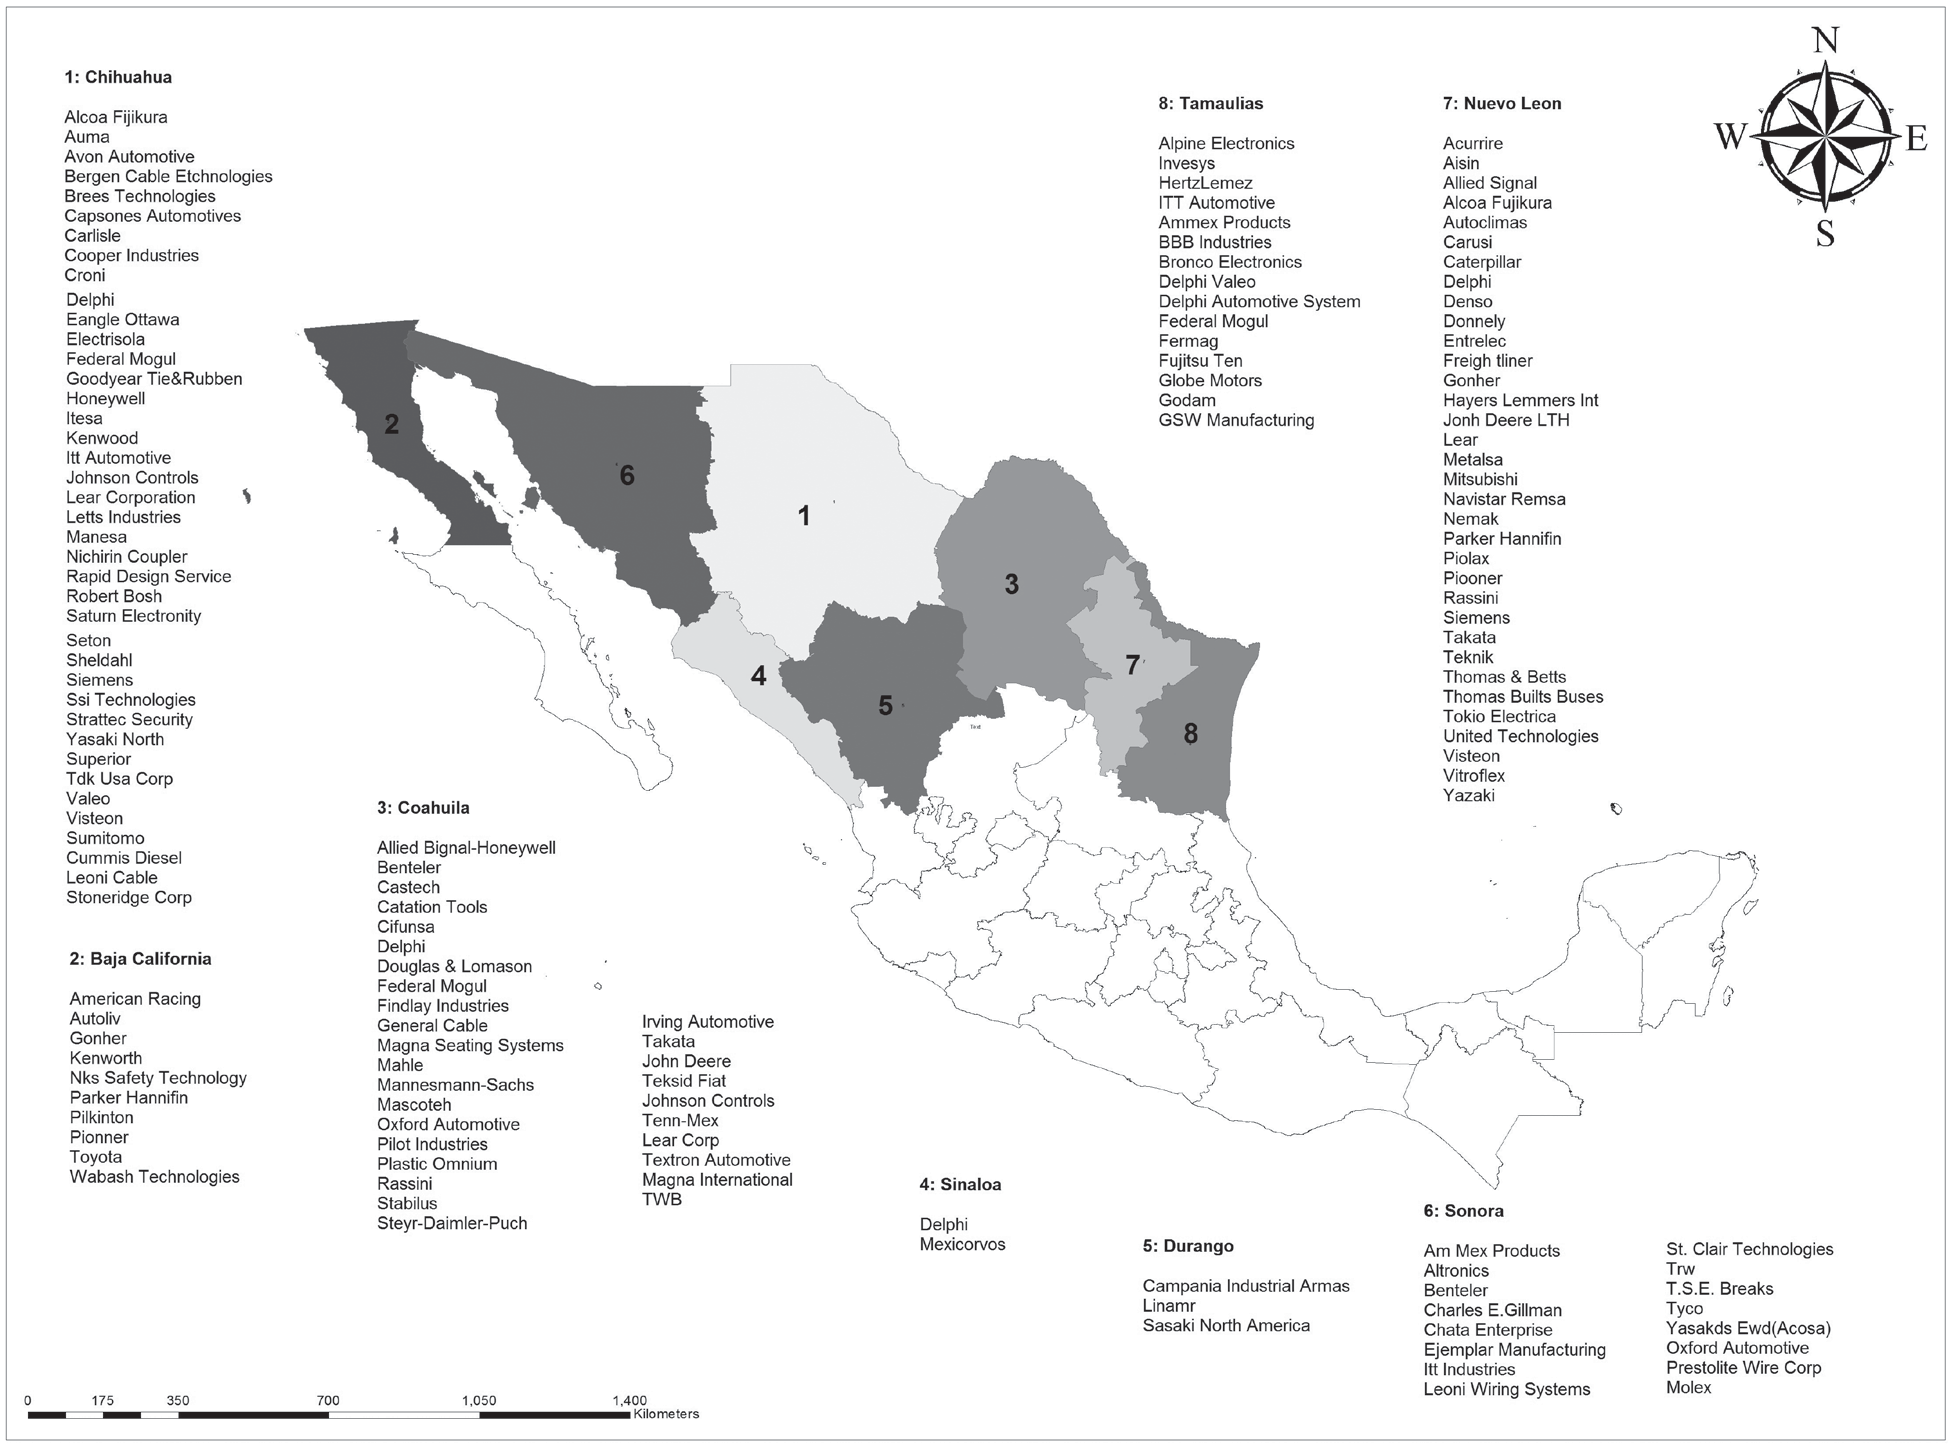 1: Chihuahua
Alcoa Fijikura
Auma
Avon Automotive
Bergen Cable Etchnologies
Brees Technologies
Capsones Automotives
Carlisle
Cooper Industries
Croni
Delphi
Eangle Ottawa
Electrisola
Federal Mogul
Goodyear Tie&Rubben
Honeywell
Itesa
Kenwood
Itt Automotive
Johnson Controls
Lear Corporation
Letts Industries
Manesa
Nichirin Coupler
Rapid Design Service
Robert Bosh
Saturn Electronity
Seton
Sheldahl
Siemens
Ssi Technologies
Strattec Security
Yasaki North
Superior
Tdk Usa Corp
Valeo
Visteon
Sumitomo
Cummis Diesel
Leoni Cable
Stoneridge Corp
2: Baja California
American Racing
Autoliv
Gonher
Kenworth
Nks Safety Technology
Parker Hannifin
Pilkinton
Pionner
Toyota
Wabash Technologies
3: Coahuila
Allied Bignal-Honeywell
Benteler
Castech
Catation Tools
Cifunsa
Delphi
Douglas & Lomason
Federal Mogul
Findlay Industries
General Cable
Magna Seating Systems
Mahle
Mannesmann-Sachs
Mascoteh
Oxford Automotive
Pilot Industries
Plastic Omnium
Rassini
Stabilus
Steyr-Daimler-Puch
Irving Automotive
Takata
John Deere
Teksid Fiat
Johnson Controls
Tenn-Mex
Lear Corp
Textron Automotive
Magna International
TWB
4: Sinaloa
Delphi
Mexicorvos
5: Durango
Campania Industrial Armas
Linamr
Sasaki North America
6: Sonora
Am Mex Products
Altronics
Benteler
Charles E.Gillman
Chata Enterprise
Ejemplar Manufacturing
Itt Industries
Leoni Wiring Systems
St. Clair Technologies
Trw
T.S.E. Breaks
Tyco
Yasakds Ewd(Acosa)
Oxford Automotive
Prestolite Wire Corp
Molex
8: Tamaulias
Alpine Electronics
Invesys
HertzLemez
ITT Automotive
Ammex Products
BBB Industries
Bronco Electronics
Delphi Valeo
Delphi Automotive System
Federal Mogul
Fermag
Fujitsu Ten
Globe Motors
Godam
GSW Manufacturing
7: Nuevo Leon
Acurrire
Aisin
Allied Signal
Alcoa Fujikura
Autoclimas
Carusi
Caterpillar
Delphi
Denso
Donnely
Entrelec
Freigh tliner
Gonher
Hayers Lemmers Int
Jonh Deere LTH
Lear
Metalsa
Mitsubishi
Navistar Remsa
Nemak
Parker Hannifin
Piolax
Piooner
Rassini
Siemens
Takata
Teknik
Thomas & Betts
Thomas Builts Buses
Tokio Electrica
United Technologies
Visteon
Vitroflex
Yazaki
N
W
E
S
2
6
1
3
4
5
7
8
0 175 350 700 1,050 1,400
Kilometers